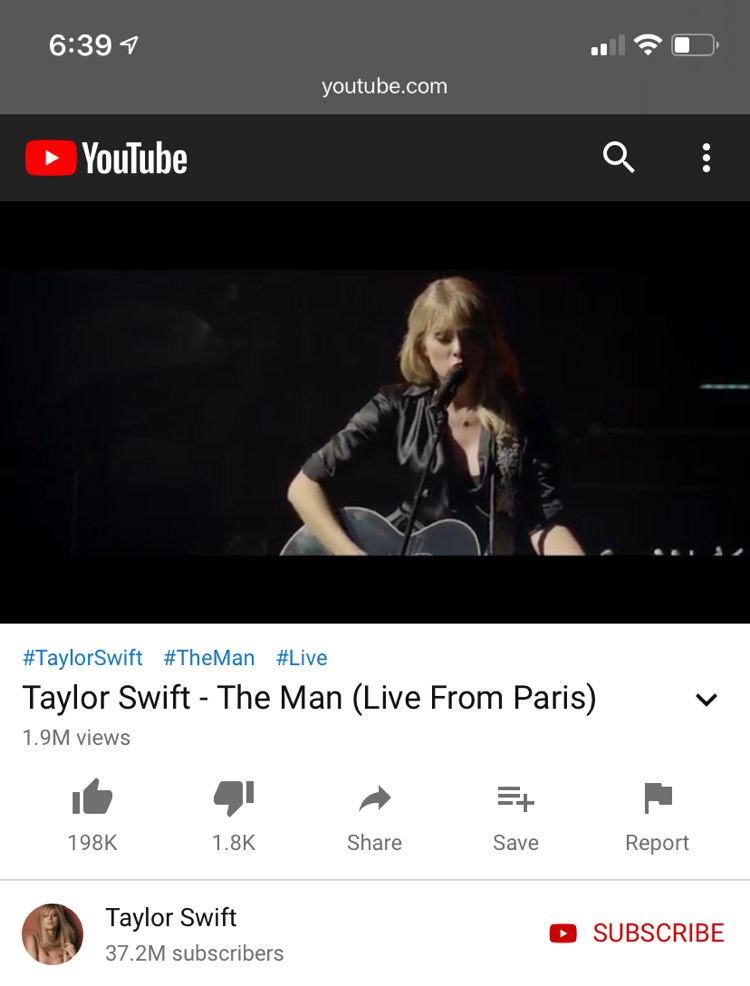 6:39
youtube.com
YouTube
#TaylorSwift #TheMan #Live
Taylor Swift - The Man (Live From Paris)
1.9M views
198K 1.8K Share Save Report
Taylor Swift
37.2M subscribers
SUBSCRIBE